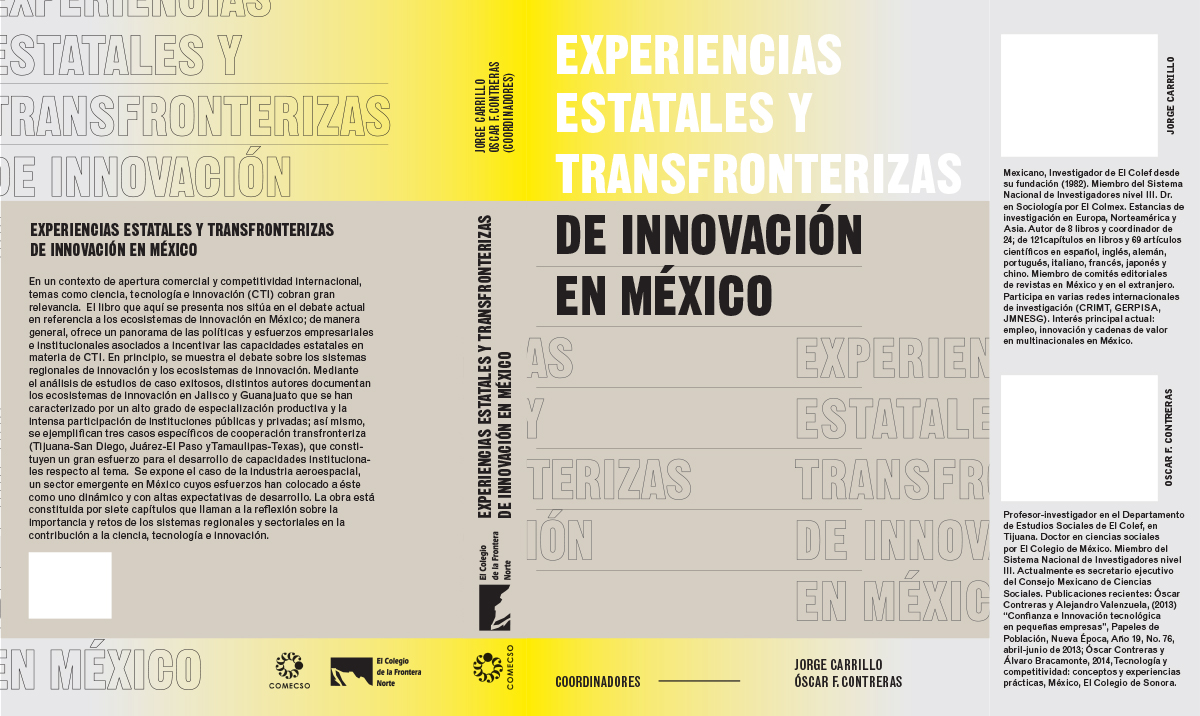 EXPERIENCIAS
ESTATALES Y
TRANSFRONTERIZAS
DE INNOVACIÓN
EXPERIENCIAS ESTATALES Y TRANSFRONTERIZAS
DE INNOVACIÓN EN MÉXICO
En un contexto de apertura comercial y competitividad internacional,
temas como ciencia, tecnología e innovación (CTI) cobran gran
relevancia. El libro que aquí se presenta nos sitúa en el debate actual
en referencia a los ecosistemas de innovación en México; de manera
general, ofrece un panorama de las políticas y esfuerzos empresariales
e institucionales asociados a incentivar las capacidades estatales en
materia de CTI. En principio, se muestra el debate sobre los sistemas
regionales de innovación y los ecosistemas de innovación. Mediante
el análisis de estudios de caso exitosos, distintos autores documentan
los ecosistemas de innovación en Jalisco y Guanajuato que se han
caracterizado por un alto grado de especialización productiva y la
intensa participación de instituciones públicas y privadas; así mismo,
se ejemplifican tres casos específicos de cooperación transfronteriza
(Tijuana-San Diego, Juárez-El Paso yTamaulipas-Texas), que consti-
tuyen un gran esfuerzo para el desarrollo de capacidades instituciona-
les respecto al tema. Se expone el caso de la industria aeroespacial,
un sector emergente en México cuyos esfuerzos han colocado a éste
como uno dinámico y con altas expectativas de desarrollo. La obra está
constituida por siete capítulos que llaman a la reflexión sobre la
importancia y retos de los sistemas regionales y sectoriales en la
contribución a la ciencia, tecnología e innovación.
EN MÉXICO
COMECSO
El Colegio
de la Frontera
Norte
JORGE CARRILLO
OSCAR F. CONTRERAS
(COORDINADORES)
EXPERIENCIAS ESTATALES Y TRANSFRONTERIZAS
DE INNOVACIÓN EN MÉXICO
El Colegio
de la Frontera
Norte
COMECSO
EXPERIENCIAS
ESTATALES Y
TRANSFRONTERIZAS
DE INNOVACIÓN
EN MÉXICO
AS EXPERIEN
Y ESTATALE
TERIZAS TRANSFR
IÓN DE INNOV
EN MÉXIC
COORDINADORES
JORGE CARRILLO
ÓSCAR F. CONTRERAS
JORGE CARRILLO
Mexicano, Investigador de El Colef desde
su fundación (1982). Miembro del Sistema
Nacional de Investigadores nivel III. Dr.
en Sociología por El Colmex. Estancias de
investigación en Europa, Norteamérica y
Asia. Autor de 8 libros y coordinador de
24; de 121capítulos en libros y 69 artículos
científicos en español, inglés, alemán,
portugués, italiano, francés, japonés y
chino. Miembro de comités editoriales
de revistas en México y en el extranjero.
Participa en varias redes internacionales
de investigación (CRIMT, GERPISA,
JMNESG). Interés principal actual:
empleo, innovación y cadenas de valor
en multinacionales en México.
OSCAR F. CONTRERAS
Profesor-investigador en el Departamento
de Estudios Sociales de El Colef, en
Tijuana. Doctor en ciencias sociales
por El Colegio de México. Miembro del
Sistema Nacional de Investigadores nivel
III. Actualmente es secretario ejecutivo
del Consejo Mexicano de Ciencias
Sociales. Publicaciones recientes: Óscar
Contreras y Alejandro Valenzuela, (2013)
"Confianza e Innovación tecnológica
en pequeñas empresas", Papeles de
Población, Nueva Época, Año 19, No. 76,
abril-junio de 2013; Óscar Contreras y
Álvaro Bracamonte, 2014, Tecnología y
competitividad: conceptos y experiencias
prácticas, México, El Colegio de Sonora.